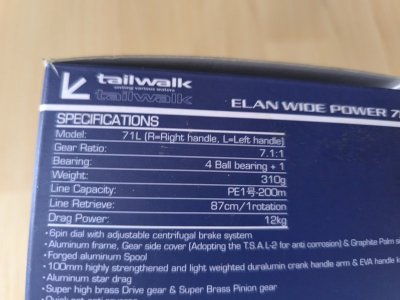 tailwalk
smiling various waters
tailwalk
ELAN WIDE POWER
SPECIFICATIONS
Model: 71L (R=Right handle, L=Left handle)
Gear Ratio: 7.1:1
Bearing: 4 Ball bearing + 1
Weight: 310g
Line Capacity: PE1号-200m
Line Retrieve: 87cm/1rotation
Drag Power: 12kg
• 6pin dial with adjustable centrifugal brake system
• Aluminum frame, Gear side cover (Adopting the T.S.A.L-2 for anti corrosion) & Graphite Palm
• Forged aluminum Spool
• 100mm highly strengthened and light weighted duralumin crank handle arm & EVA handle
• Aluminum star drag
• Super high brass Drive gear & Super Brass Pinion gear